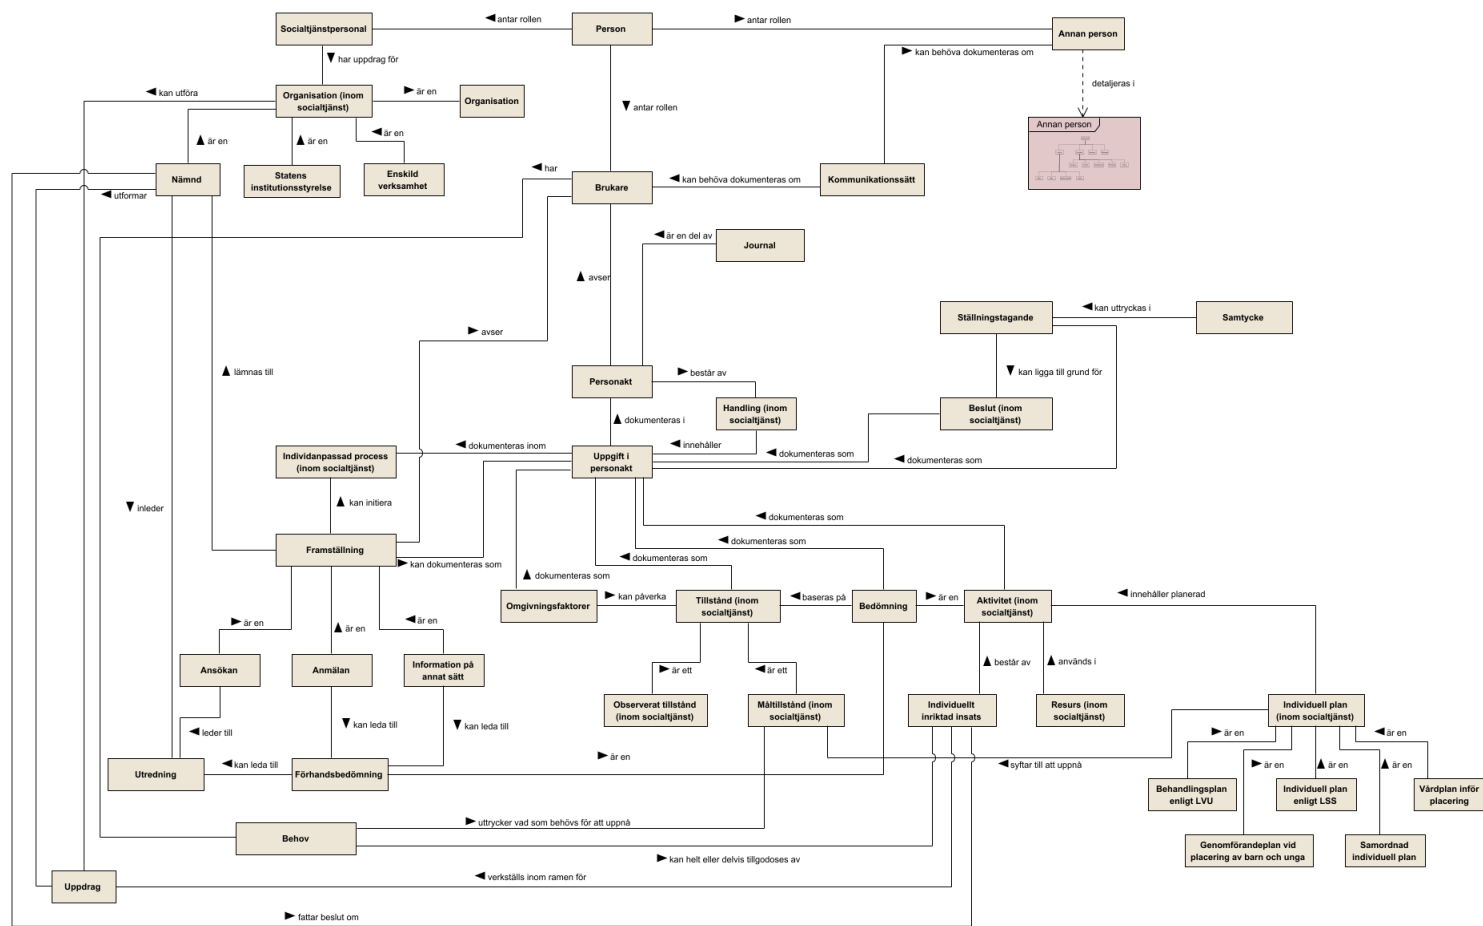 Socialtjänstpersonal
antar rollen
Person
antar rollen
Annan person
kan behöva dokumenteras om
har uppdrag för
detaljeras i
kan utföra
Organisation (inom
socialtjänst)
är en
Organisation
antar rollen
Annan person
är en
är en
är en
Nämnd
Statens
institutionsstyrelse
Enskild
verksamhet
har
Brukare
kan behöva dokumenteras om
Kommunikationssätt
utformar
är en del av
Journal
avser
Ställningstagande
kan uttryckas i
Samtycke
avser
lämnas till
Personakt
består av
kan ligga till grund för
Handling (inom
socialtjänst)
Beslut (inom
socialtjänst)
dokumenteras i
Individanpassad process
(inom socialtjänst)
dokumenteras inom
Uppgift i
personakt
innehåller
dokumenteras som
dokumenteras som
inleder
kan initiera
dokumenteras som
Framställning
kan dokumenteras som
dokumenteras som
dokumenteras som
dokumenteras som
Omgivningsfaktorer
kan påverka
Tillstånd (inom
socialtjänst)
baseras på
Bedömning
är en
Aktivitet (inom
socialtjänst)
innehåller planerad
är en
är en
är en
Ansökan
Anmälan
Information på
annat sätt
är ett
är ett
består av
används i
Observerat tillstånd
(inom socialtjänst)
Måltillstånd (inom
socialtjänst)
Individuellt
inriktad insats
Resurs (inom
socialtjänst)
Individuell plan
(inom socialtjänst)
leder till
kan leda till
kan leda till
är en
är en
Utredning
kan leda till
Förhandsbedömning
är en
syftar till att uppnå
är en
är en
är en
Behandlingsplan
enligt LVU
Individuell plan
enligt LSS
Vårdplan inför
placering
Behov
uttrycker vad som behövs för att uppnå
Genomförandeplan vid
placering av barn och unga
Samordnad
individuell plan
kan helt eller delvis tillgodoses av
Uppdrag
verkställs inom ramen för
fattar beslut om